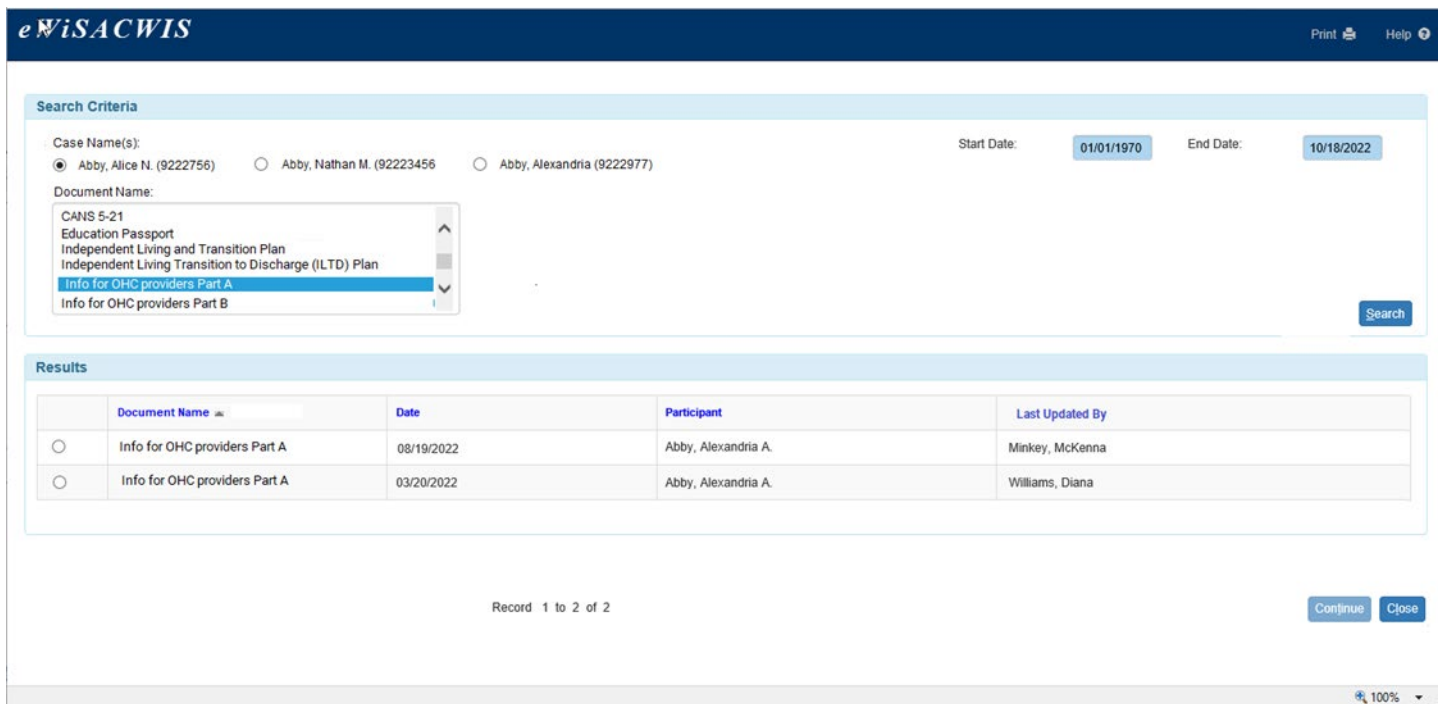 eWiSACWIS
Print Help
Search Criteria
Case Name(s):
Abby, Alice N. (9222756) Abby, Nathan M. (92223456 Abby, Alexandria (9222977)
Start Date: 01/01/1970 End Date: 10/18/2022
Document Name:
CANS 5-21
Education Passport
Independent Living and Transition Plan
Independent Living Transition to Discharge (ILTD) Plan
Info for OHC providers Part A
Info for OHC providers Part B
Search
Results
Document Name Date Participant Last Updated By
Info for OHC providers Part A 08/19/2022 Abby, Alexandria A. Minkey, McKenna
Info for OHC providers Part A 03/20/2022 Abby, Alexandria A. Williams, Diana
Record 1 to 2 of 2
Continue Close
100%